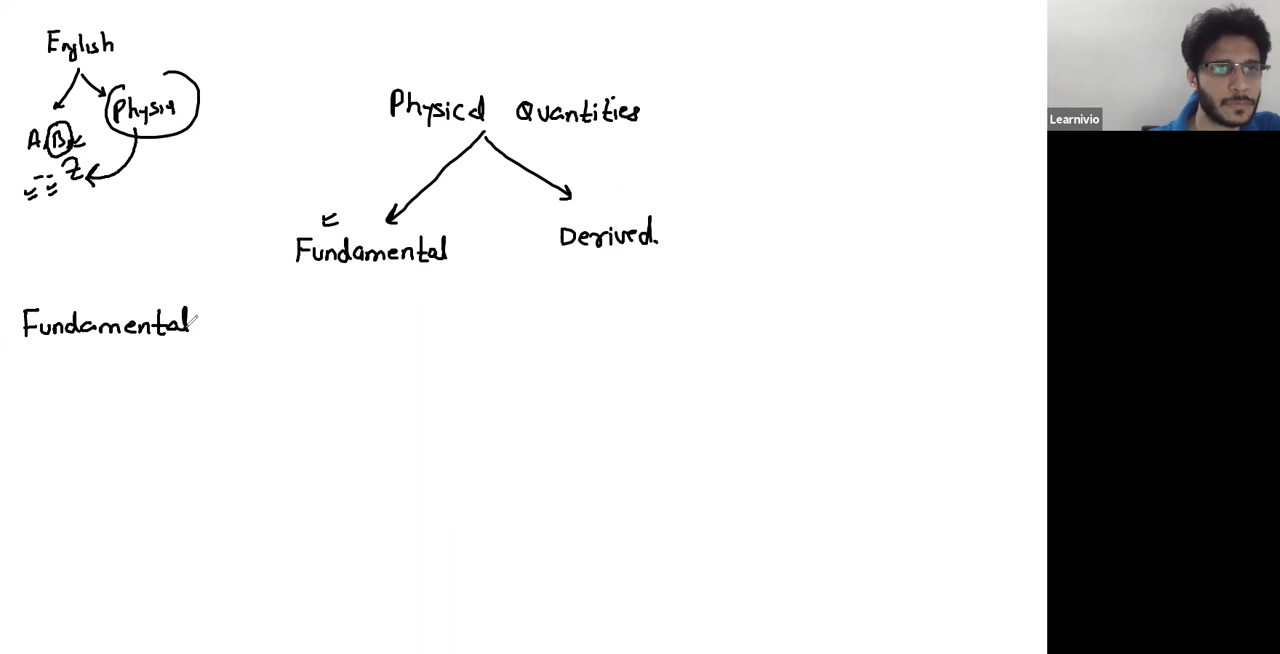 English
Physics
A, B, c
-- Z
Physical Quantities
Fundamental
Derived.
Fundamental
Learnivio